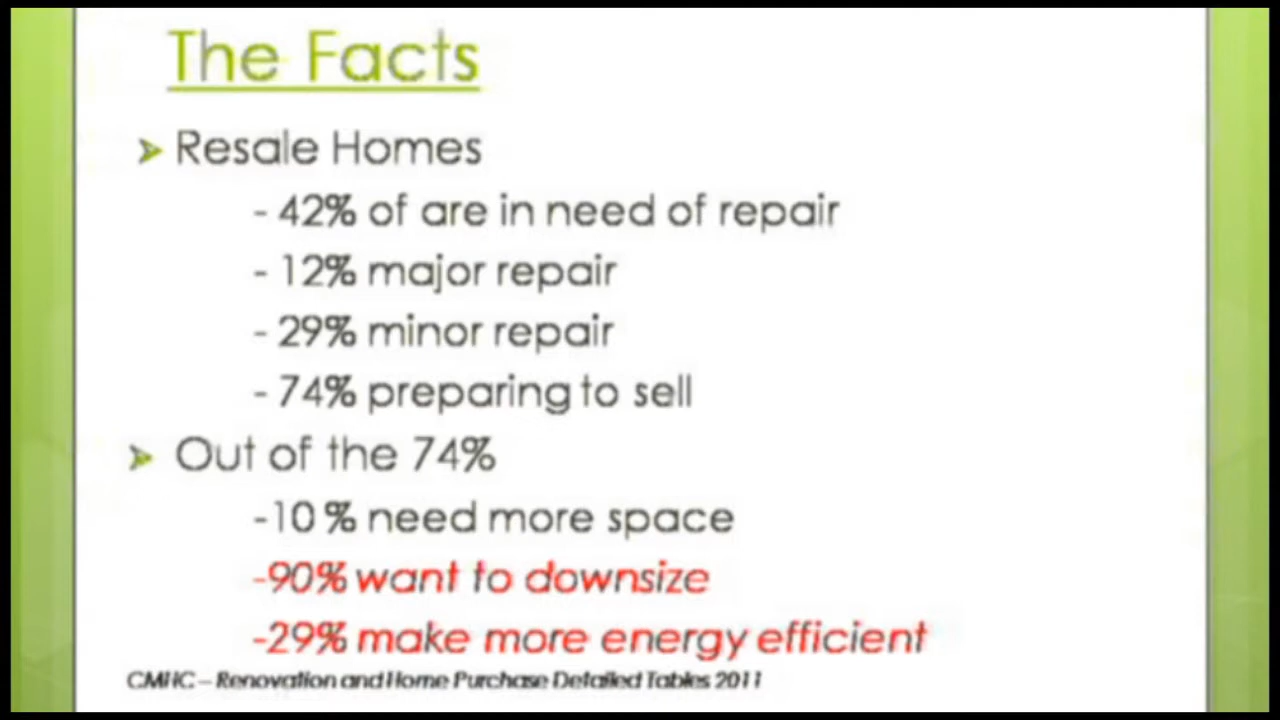 The Facts
Resale Homes
- 42% of are in need of repair
- 12% major repair
- 29% minor repair
- 74% preparing to sell
Out of the 74%
-10 % need more space
-90% want to downsize
-29% make more energy efficient
CMHC – Renovation and Home Purchase Detailed Tables 2011